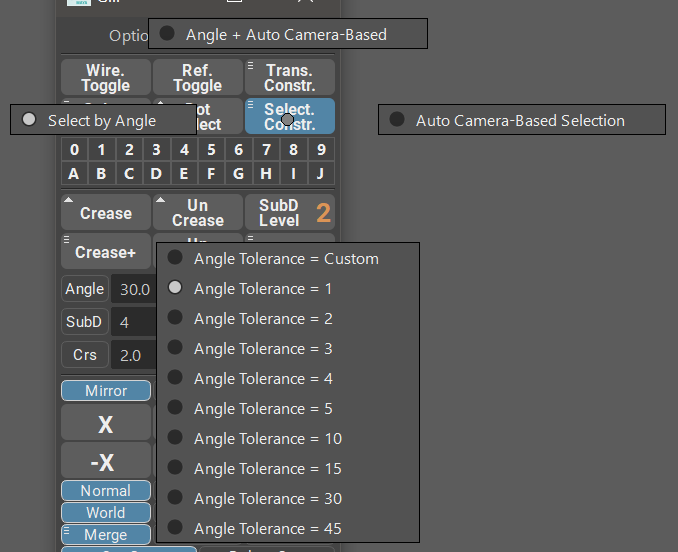 Optio
Angle + Auto Camera-Based
Wire.
Toggle
Ref.
Toggle
Trans.
Constr.
Select by Angle
Select.
Constr.
Auto Camera-Based Selection
0 1 2 3 4 5 6 7 8 9
A B C D E F G H I J
Crease
Un
Crease
SubD
Level
2
Crease+
Angle 30.0
SubD 4
Crs 2.0
Angle Tolerance = Custom
Angle Tolerance = 1
Angle Tolerance = 2
Angle Tolerance = 3
Angle Tolerance = 4
Angle Tolerance = 5
Angle Tolerance = 10
Angle Tolerance = 15
Angle Tolerance = 30
Angle Tolerance = 45
Mirror
X
-X
Normal
World
Merge